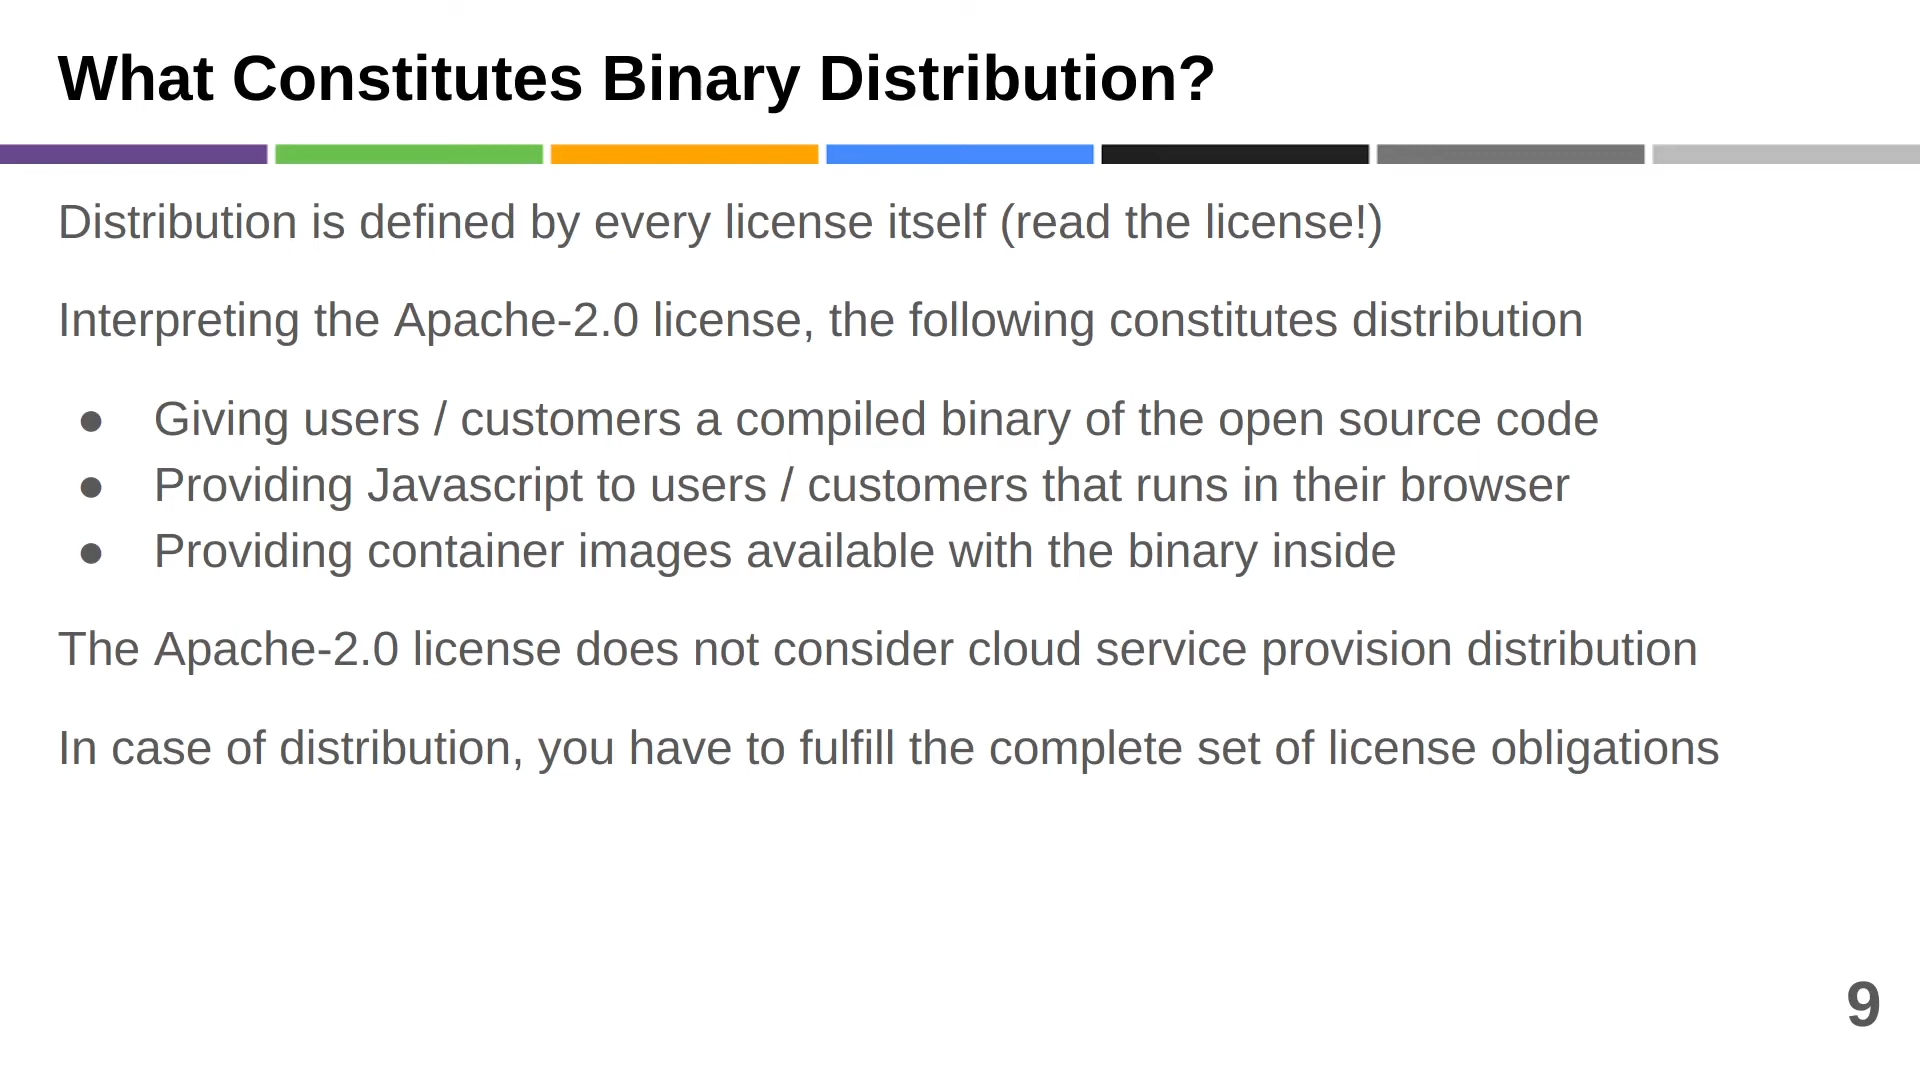 What Constitutes Binary Distribution?
Distribution is defined by every license itself (read the license!)
Interpreting the Apache-2.0 license, the following constitutes distribution
● Giving users / customers a compiled binary of the open source code
● Providing Javascript to users / customers that runs in their browser
● Providing container images available with the binary inside
The Apache-2.0 license does not consider cloud service provision distribution
In case of distribution, you have to fulfill the complete set of license obligations
9